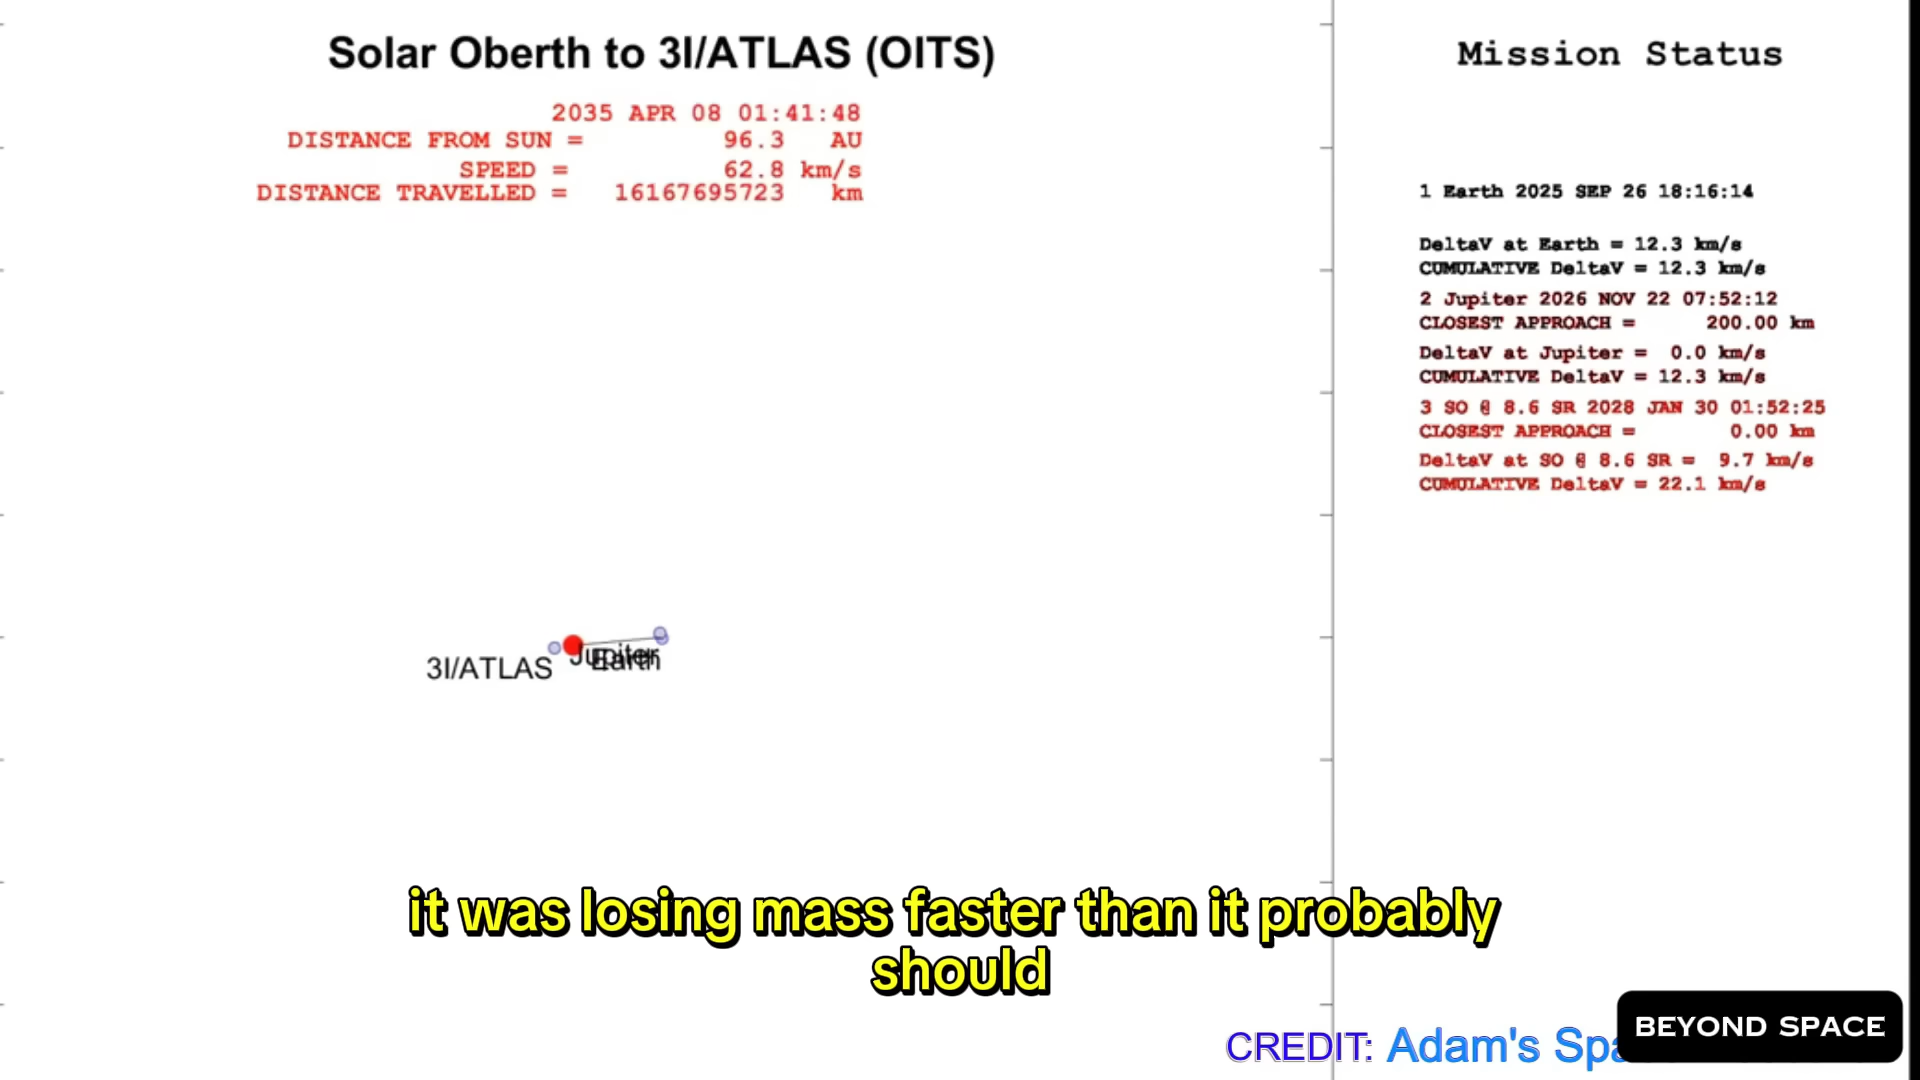 Solar Oberth to 3I/ATLAS (OITS)
2035 APR 08 01:41:48
DISTANCE FROM SUN = 96.3 AU
SPEED = 62.8 km/s
DISTANCE TRAVELLED = 16167695723 km
Mission Status
1 Earth 2025 SEP 26 18:16:14
DeltaV at Earth = 12.3 km/s
CUMULATIVE DeltaV = 12.3 km/s
2 Jupiter 2026 NOV 22 07:52:12
CLOSEST APPROACH = 200.00 km
DeltaV at Jupiter = 0.0 km/s
CUMULATIVE DeltaV = 12.3 km/s
3 SO @ 8.6 SR 2028 JAN 30 01:52:25
CLOSEST APPROACH = 0.00 km
DeltaV at SO @ 8.6 SR = 9.7 km/s
CUMULATIVE DeltaV = 22.1 km/s
Jupiter
Earth
3I/ATLAS
it was losing mass faster than it probably
should
CREDIT: Adam's
BEYOND SPACE